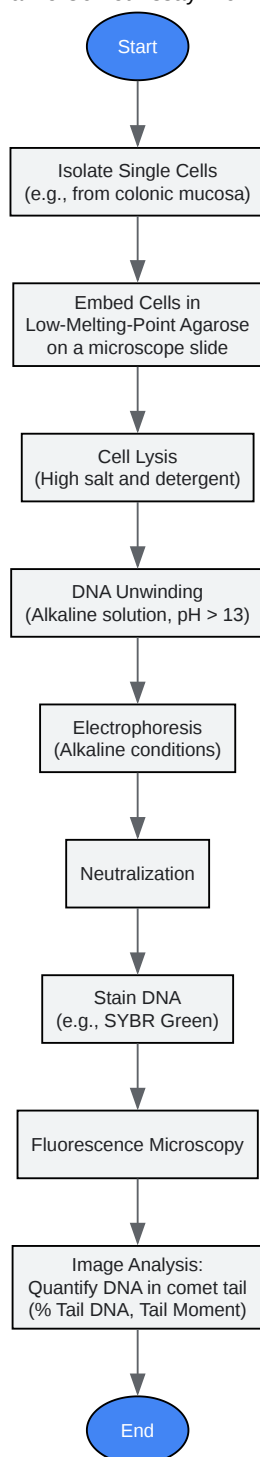 Start
Isolate Single Cells
(e.g., from colonic mucosa)
Embed Cells in
Low-Melting-Point Agarose
on a microscope slide
Cell Lysis
(High salt and detergent)
DNA Unwinding
(Alkaline solution, pH > 13)
Electrophoresis
(Alkaline conditions)
Neutralization
Stain DNA
(e.g., SYBR Green)
Fluorescence Microscopy
Image Analysis:
Quantify DNA in comet tail
(% Tail DNA, Tail Moment)
End